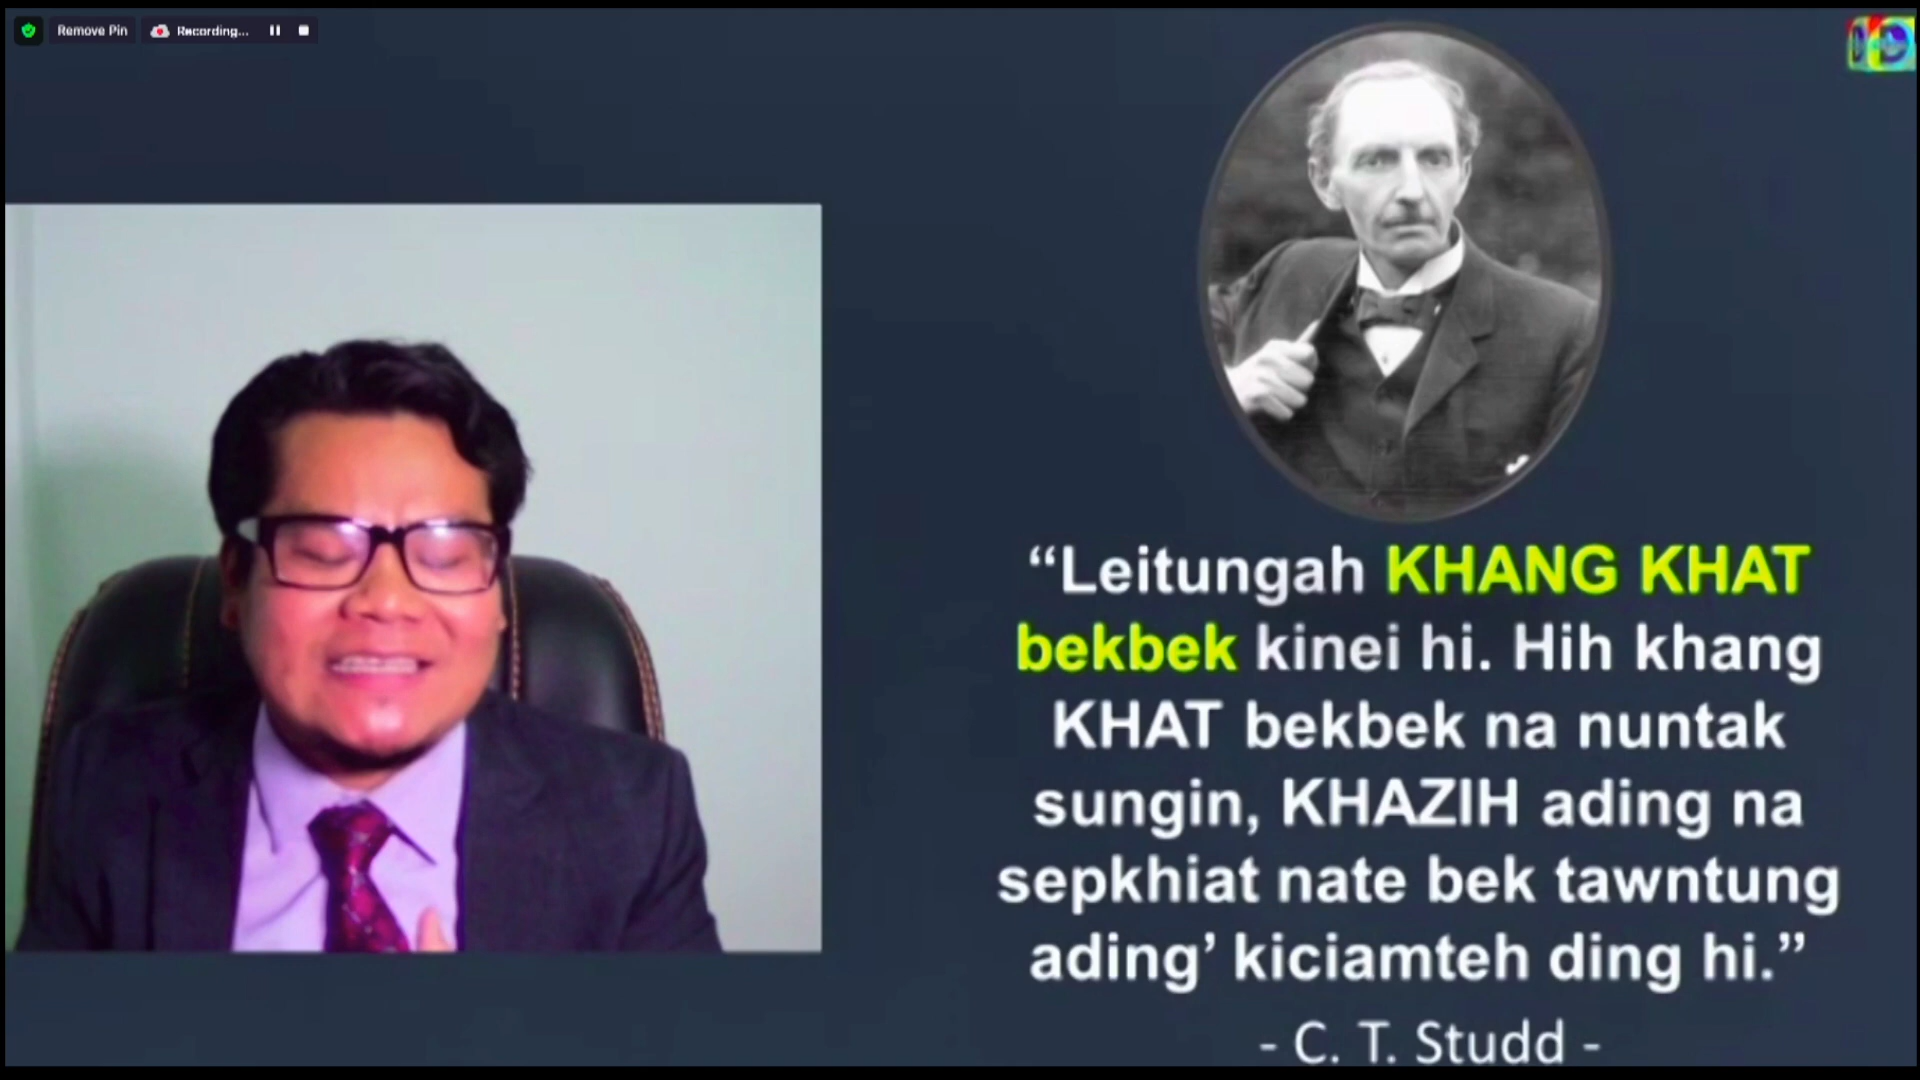 Remove Pin
Recording...
“Leitungah KHANG KHAT
bekbek kinei hi. Hih khang
KHAT bekbek na nuntak
sungin, KHAZIH ading na
sepkhiat nate bek tawntung
ading’ kiciamteh ding hi.”
- C. T. Studd -